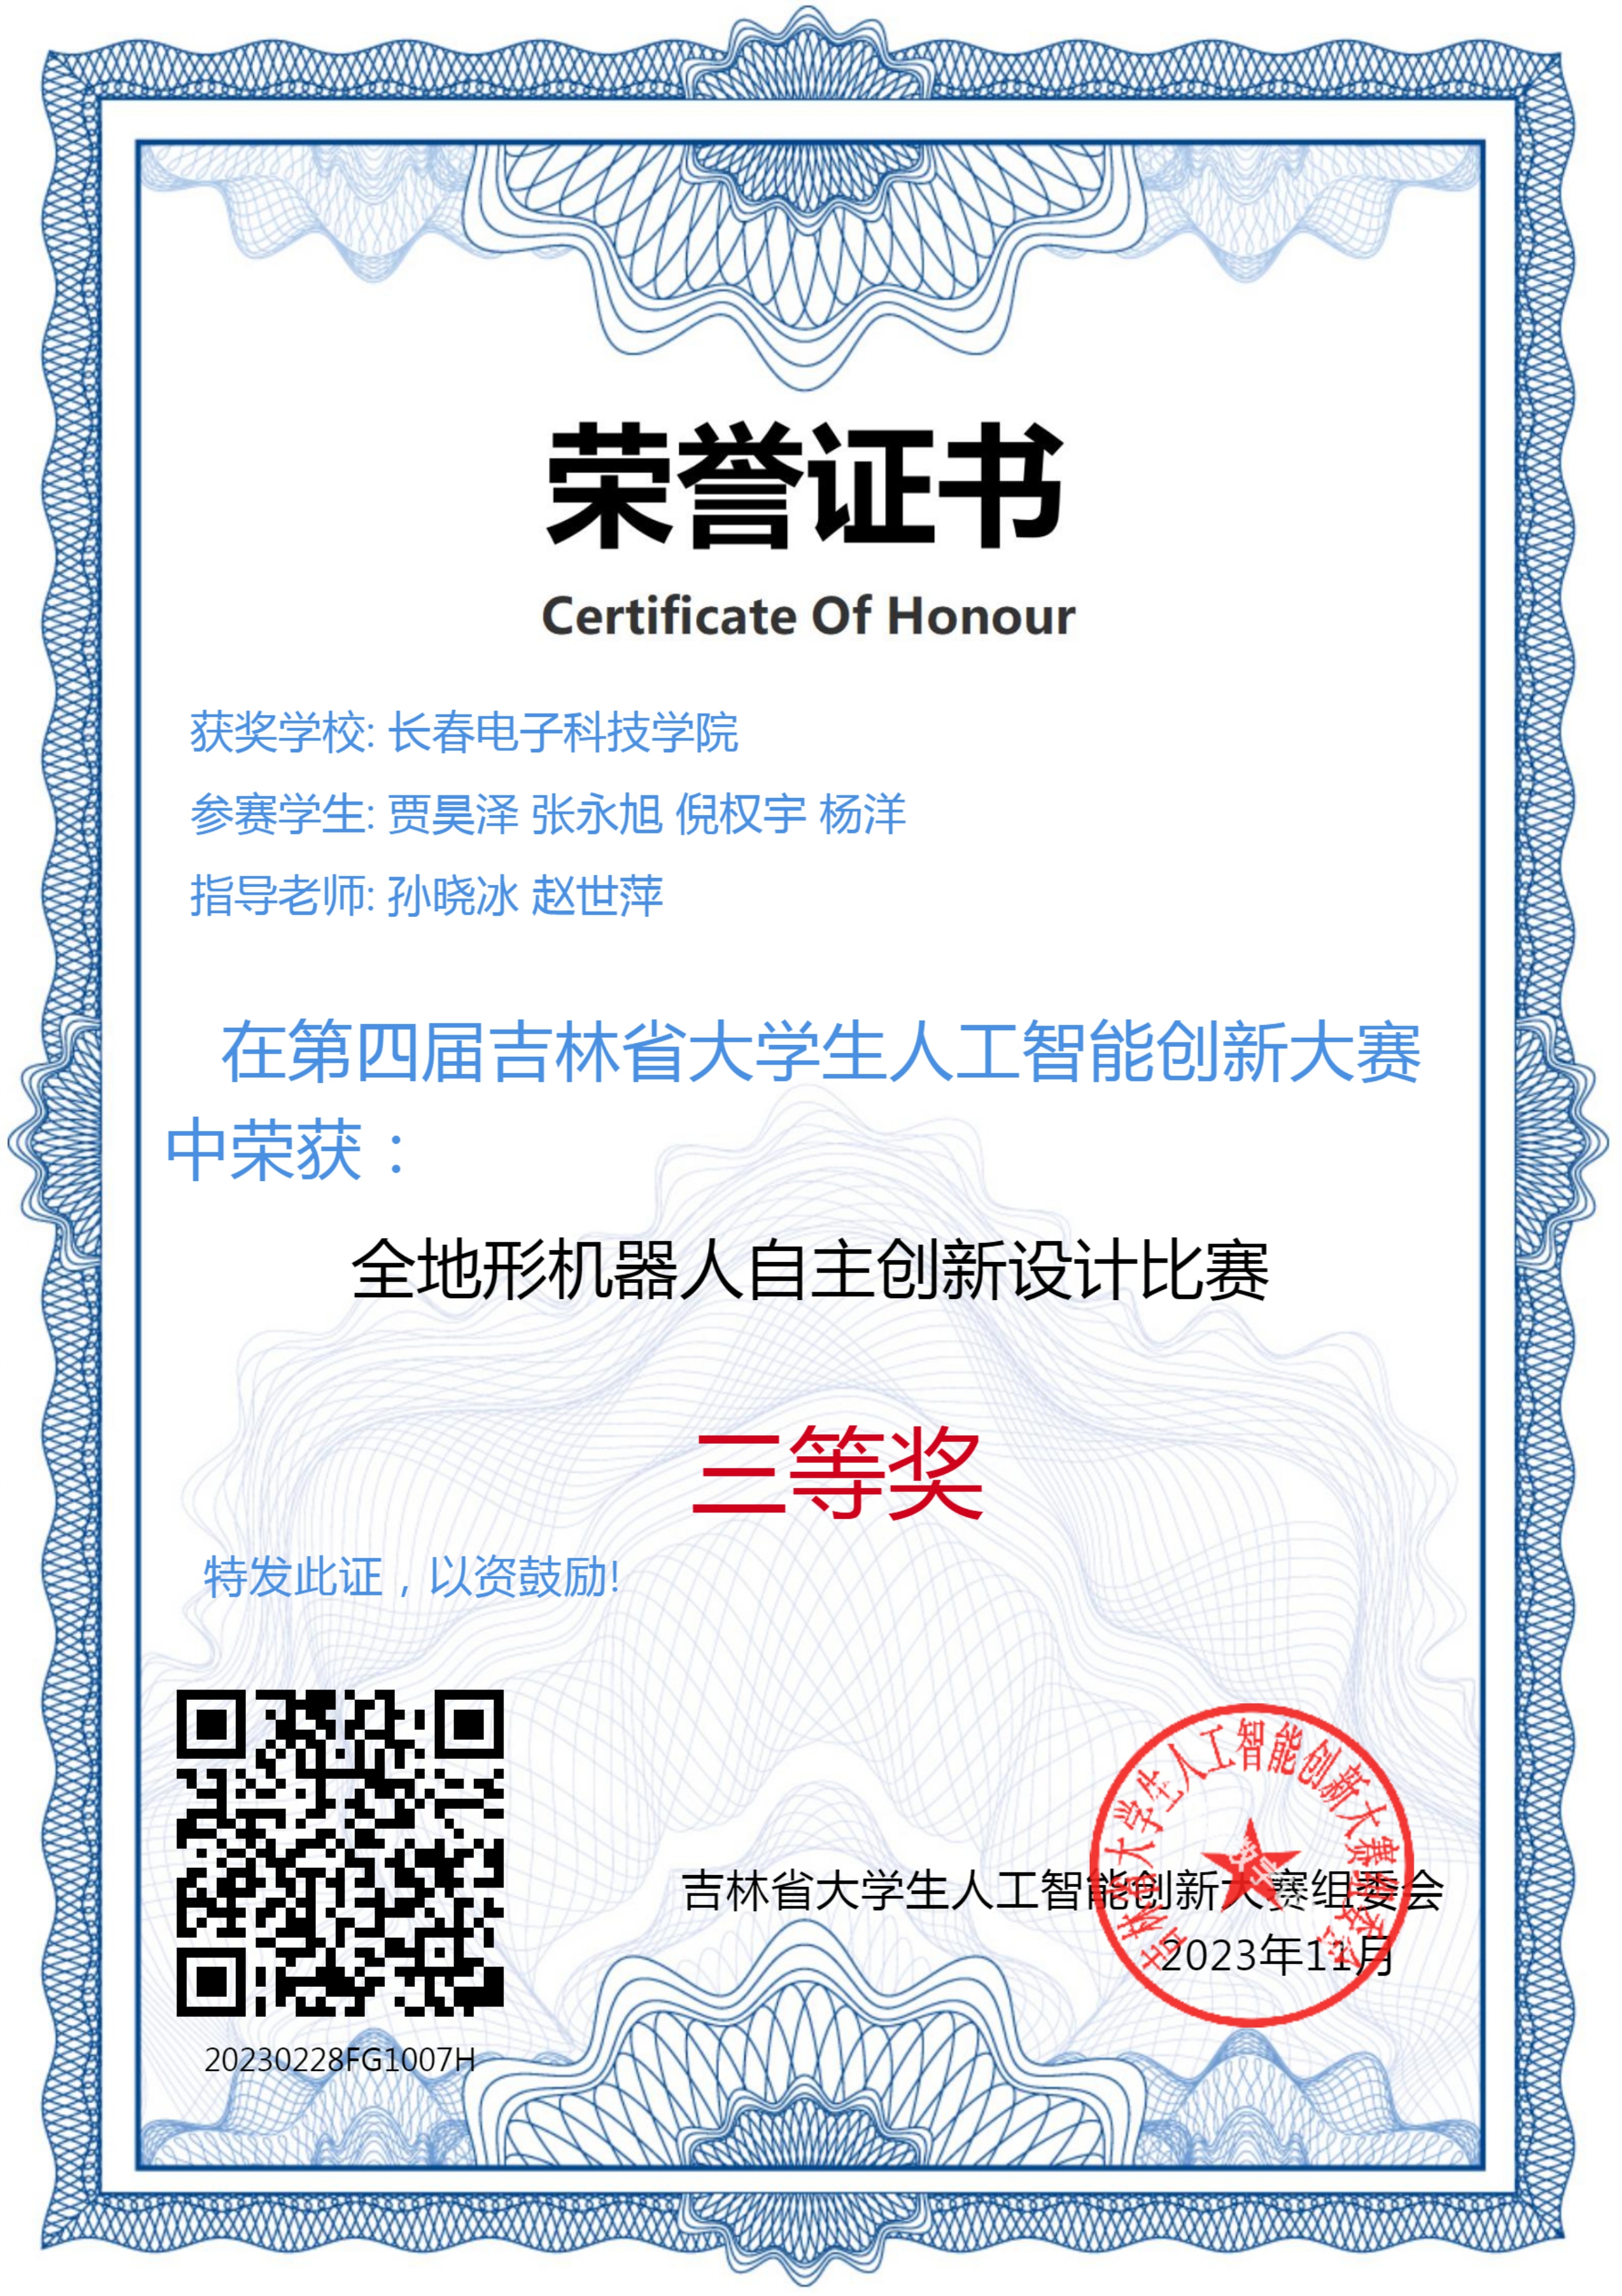 荣誉证书
Certificate Of Honour
获奖学校: 长春电子科技学院
参赛学生: 贾昊泽 张永旭 倪权宇 杨洋
指导老师: 孙晓冰 赵世萍
在第四届吉林省大学生人工智能创新大赛
中荣获：
全地形机器人自主创新设计比赛
三等奖
特发此证，以资鼓励!
吉林省大学生人工智能创新大赛组委会
吉林省大学生人工智能创新大赛组委会
2023年11月
20230228FG1007H